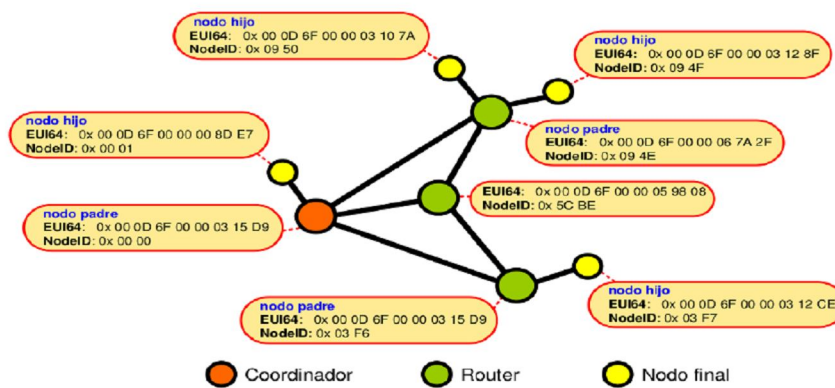 nodo hijo
EUI64: 0x 00 0D 6F 00 00 03 10 7A
NodeID: 0x 09 50
nodo hijo
EUI64: 0x 00 0D 6F 00 00 03 12 8F
NodeID: 0x 09 4F
nodo hijo
EUI64: 0x 00 0D 6F 00 00 00 8D E7
NodeID: 0x 00 01
nodo padre
EUI64: 0x 00 0D 6F 00 00 06 7A 2F
NodeID: 0x 09 4E
EUI64: 0x 00 0D 6F 00 00 05 98 08
NodeID: 0x 5C BE
nodo padre
EUI64: 0x 00 0D 6F 00 00 03 15 D9
NodeID: 0x 00 00
nodo hijo
EUI64: 0x 00 0D 6F 00 00 03 12 CE
NodeID: 0x 03 F7
nodo padre
EUI64: 0x 00 0D 6F 00 00 03 15 D9
NodeID: 0x 03 F6
Coordinador
Router
Nodo final